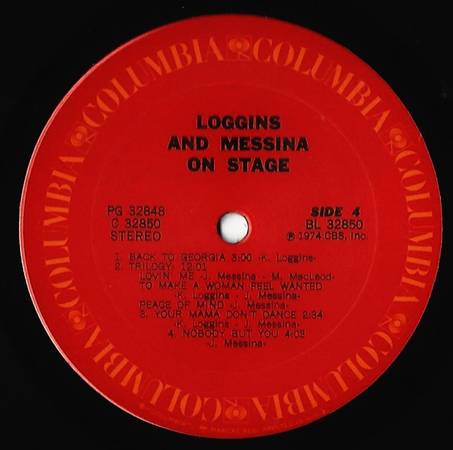 COLUMBIA COLUMBIA COLUMBIA COLUMBIA COLUMBIA COLUMBIA
LOGGINS
AND MESSINA
ON STAGE
PG 32848
C 32850
STEREO
SIDE 4
BL 32850
Ⓟ 1974 CBS, Inc.
1. BACK TO GEORGIA 3:00 -K. Loggins-
2. TRILOGY: 12:01
LOVIN' ME -J. Messina - M. MacLeod-
TO MAKE A WOMAN FEEL WANTED
-K. Loggins - J. Messina-
PEACE OF MIND -J. Messina-
3. YOUR MAMA DON'T DANCE 2:34
-K. Loggins - J. Messina-
4. NOBODY BUT YOU 4:03
-J. Messina-